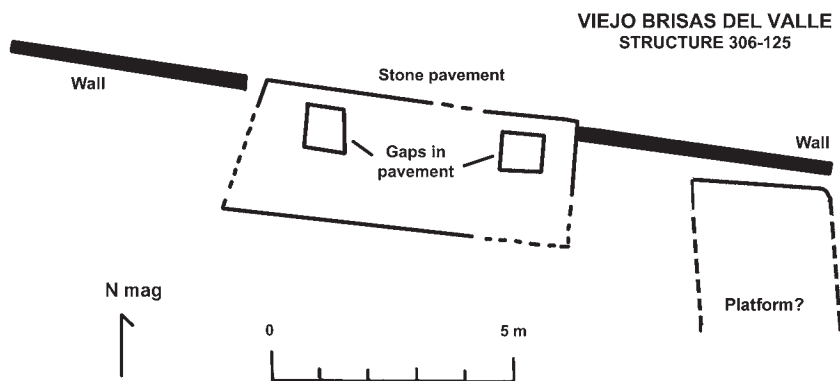 VIEJO BRISAS DEL VALLE
STRUCTURE 306-125
Wall
Stone pavement
Gaps in
pavement
Wall
Platform?
N mag
0 5 m